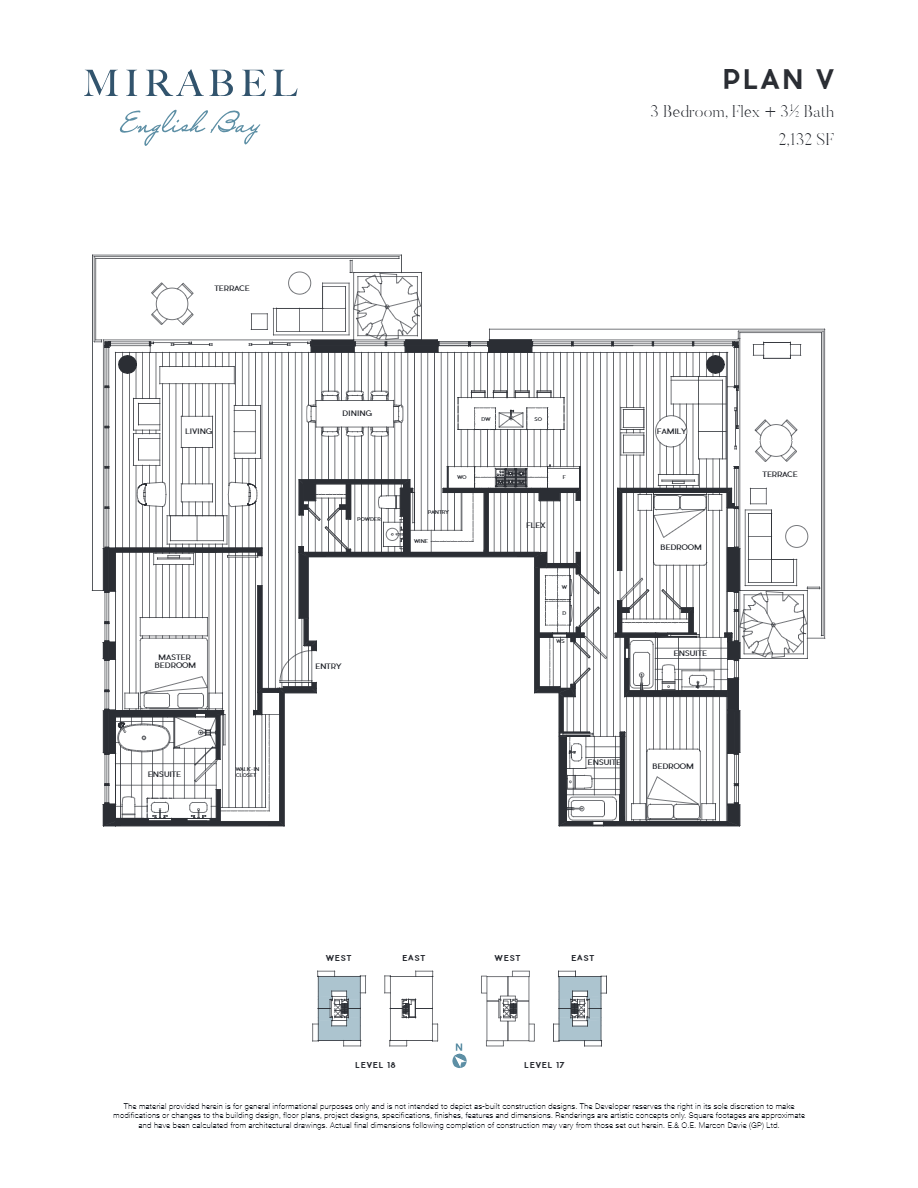 MIRABEL
English Bay
PLAN V
3 Bedroom, Flex + 3½ Bath
2,132 SF
TERRACE
LIVING
DINING
DW
SO
FAMILY
TERRACE
WO
F
POWDER
PANTRY
WINE
FLEX
BEDROOM
W
D
WS
ENSUITE
MASTER
BEDROOM
ENTRY
ENSUITE
WALK-IN
CLOSET
ENSUITE
BEDROOM
WEST
EAST
WEST
EAST
N
LEVEL 18
LEVEL 17
The material provided herein is for general informational purposes only and is not intended to depict as-built construction designs. The Developer reserves the right in its sole discretion to make
modifications or changes to the building design, floor plans, project designs, specifications, finishes, features and dimensions. Renderings are artistic concepts only. Square footages are approximate
and have been calculated from architectural drawings. Actual final dimensions following completion of construction may vary from those set out herein. E.& O.E. Marcon Davie (GP) Ltd.